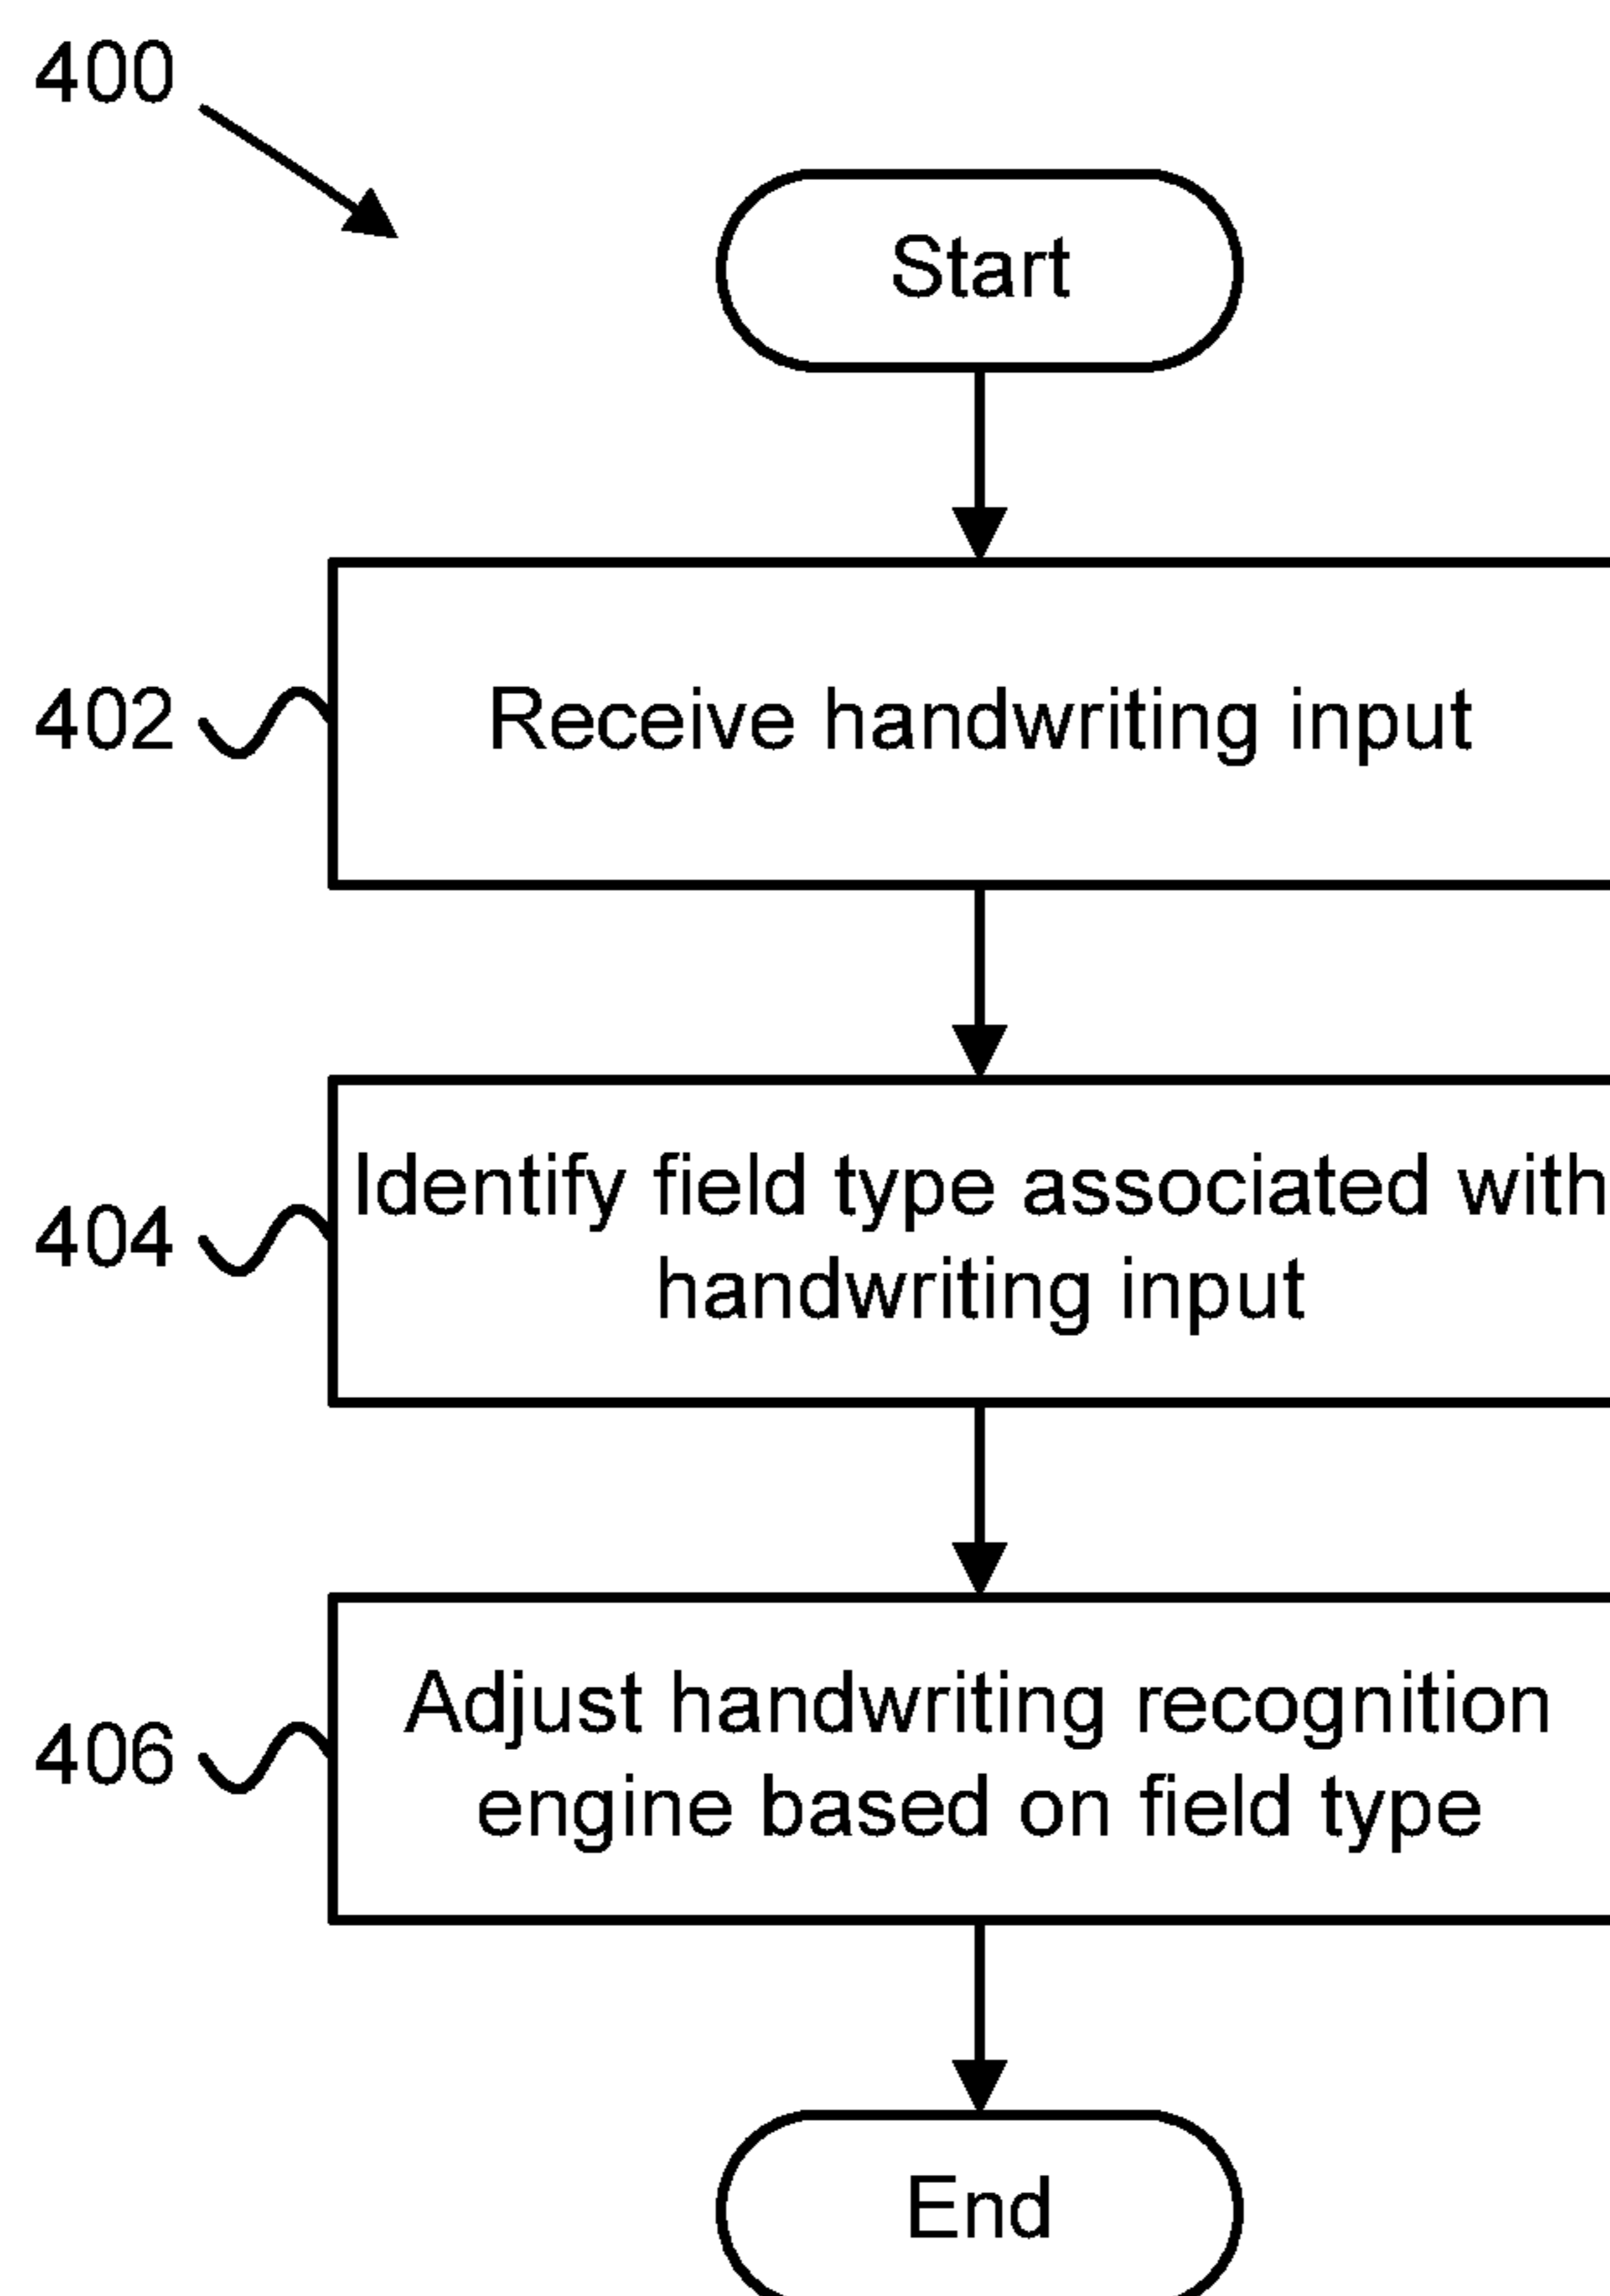 400
Start
402
Receive handwriting input
404
Identify field type associated with
handwriting input
406
Adjust handwriting recognition
engine based on field type
End